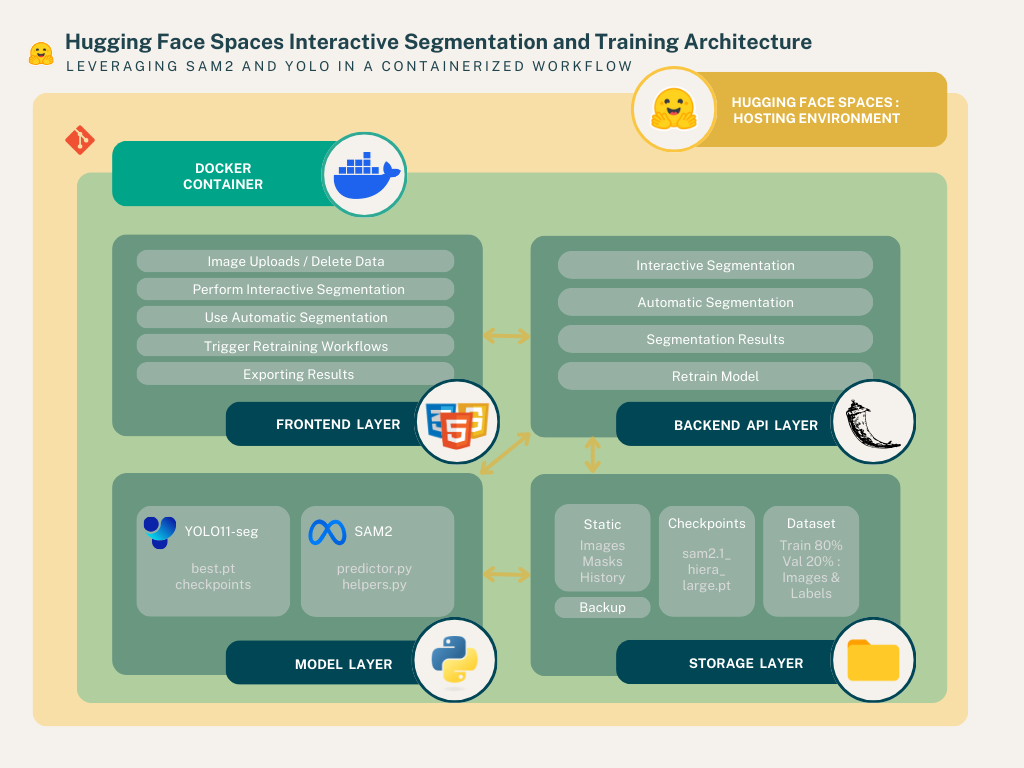 Hugging Face Spaces Interactive Segmentation and Training Architecture
LEVERAGING SAM2 AND YOLO IN A CONTAINERIZED WORKFLOW
HUGGING FACE SPACES :
HOSTING ENVIRONMENT
DOCKER
CONTAINER
Image Uploads / Delete Data
Perform Interactive Segmentation
Use Automatic Segmentation
Trigger Retraining Workflows
Exporting Results
FRONTEND LAYER
5
Interactive Segmentation
Automatic Segmentation
Segmentation Results
Retrain Model
BACKEND API LAYER
YOLO11-seg
best.pt
checkpoints
SAM2
predictor.py
helpers.py
MODEL LAYER
Static
Images
Masks
History
Backup
Checkpoints
sam2.1_
hiera_
large.pt
Dataset
Train 80%
Val 20% :
Images &
Labels
STORAGE LAYER